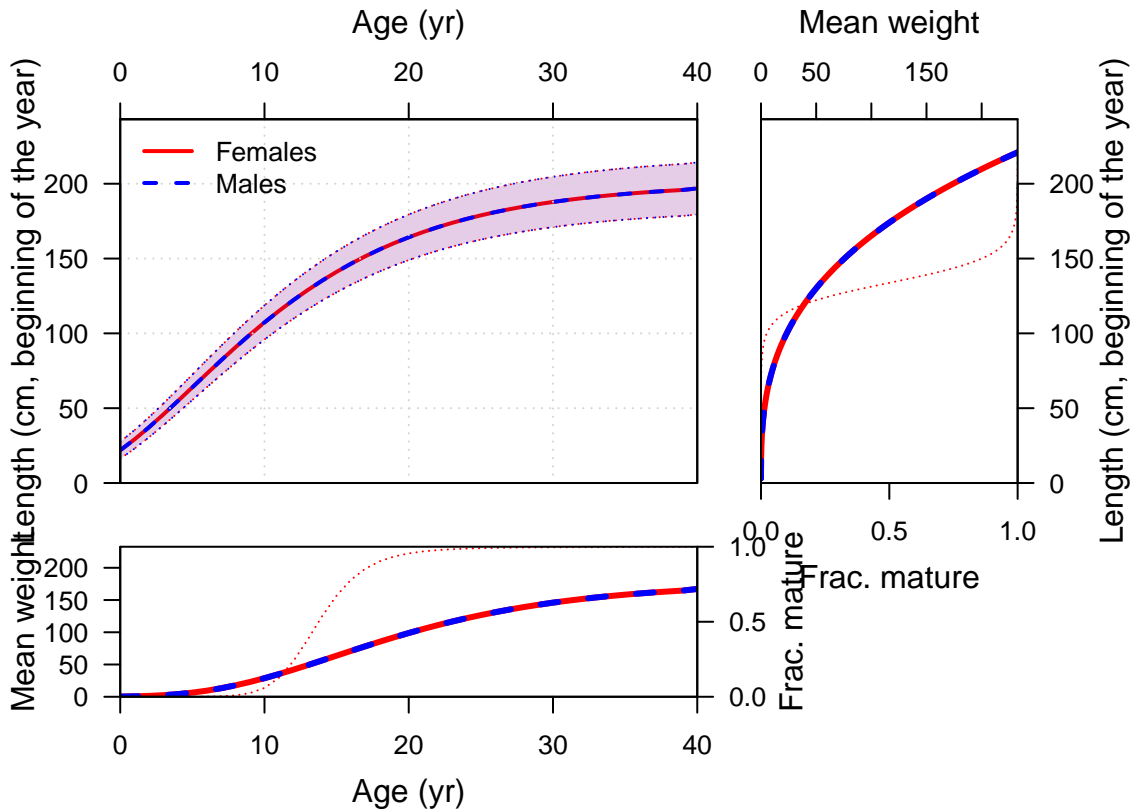 Age (yr)
0 10 20 30 40
Mean weight
0 50 150
Length (cm, beginning of the year)
200
150
100
50
0
Females
Males
200
150
100
50
0
Length (cm, beginning of the year)
0.0 0.5 1.0
Frac. mature
Mean weight
200
150
100
50
0
1.0
0.5
0.0
Frac. mature
0 10 20 30 40
Age (yr)